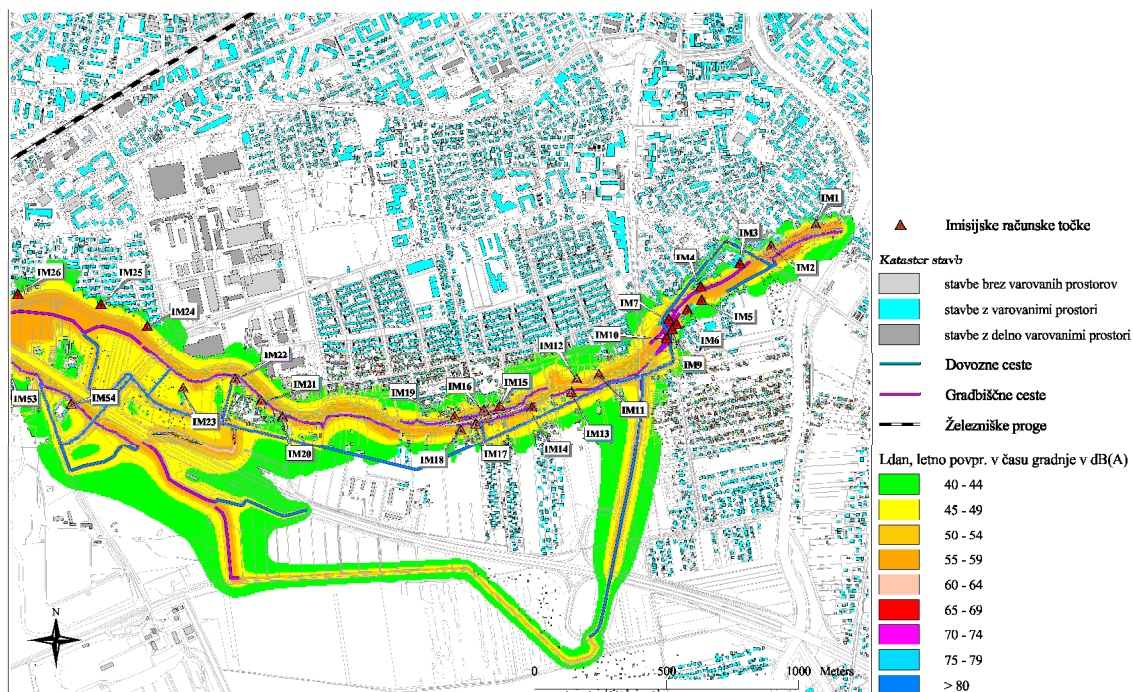 IM1
IM3
IM4
IM2
IM26
IM25
IM24
IM7
IM5
IM10
IM6
IM12
IM9
IM22
IM21
IM19
IM16
IM15
IM11
IM53
IM54
IM23
IM20
IM18
IM17
IM14
IM13
N
0 500 1000 Meters
Imisijske računske točke
Kataster stavb
stavbe brez varovanih prostorov
stavbe z varovanimi prostori
stavbe z delno varovanimi prostori
Dovozne ceste
Gradbiščne ceste
Železniške proge
Ldan, letno povpr. v času gradnje v dB(A)
40 - 44
45 - 49
50 - 54
55 - 59
60 - 64
65 - 69
70 - 74
75 - 79
> 80